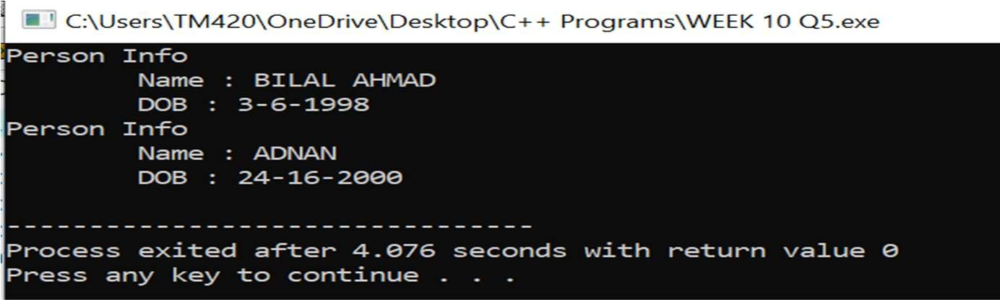 C:\Users\TM420\OneDrive\Desktop\C++ Programs\WEEK 10 Q5.exe
Person Info
Name : BILAL AHMAD
DOB : 3-6-1998
Person Info
Name : ADNAN
DOB : 24-16-2000
--------------------------------
Process exited after 4.076 seconds with return value 0
Press any key to continue . . .